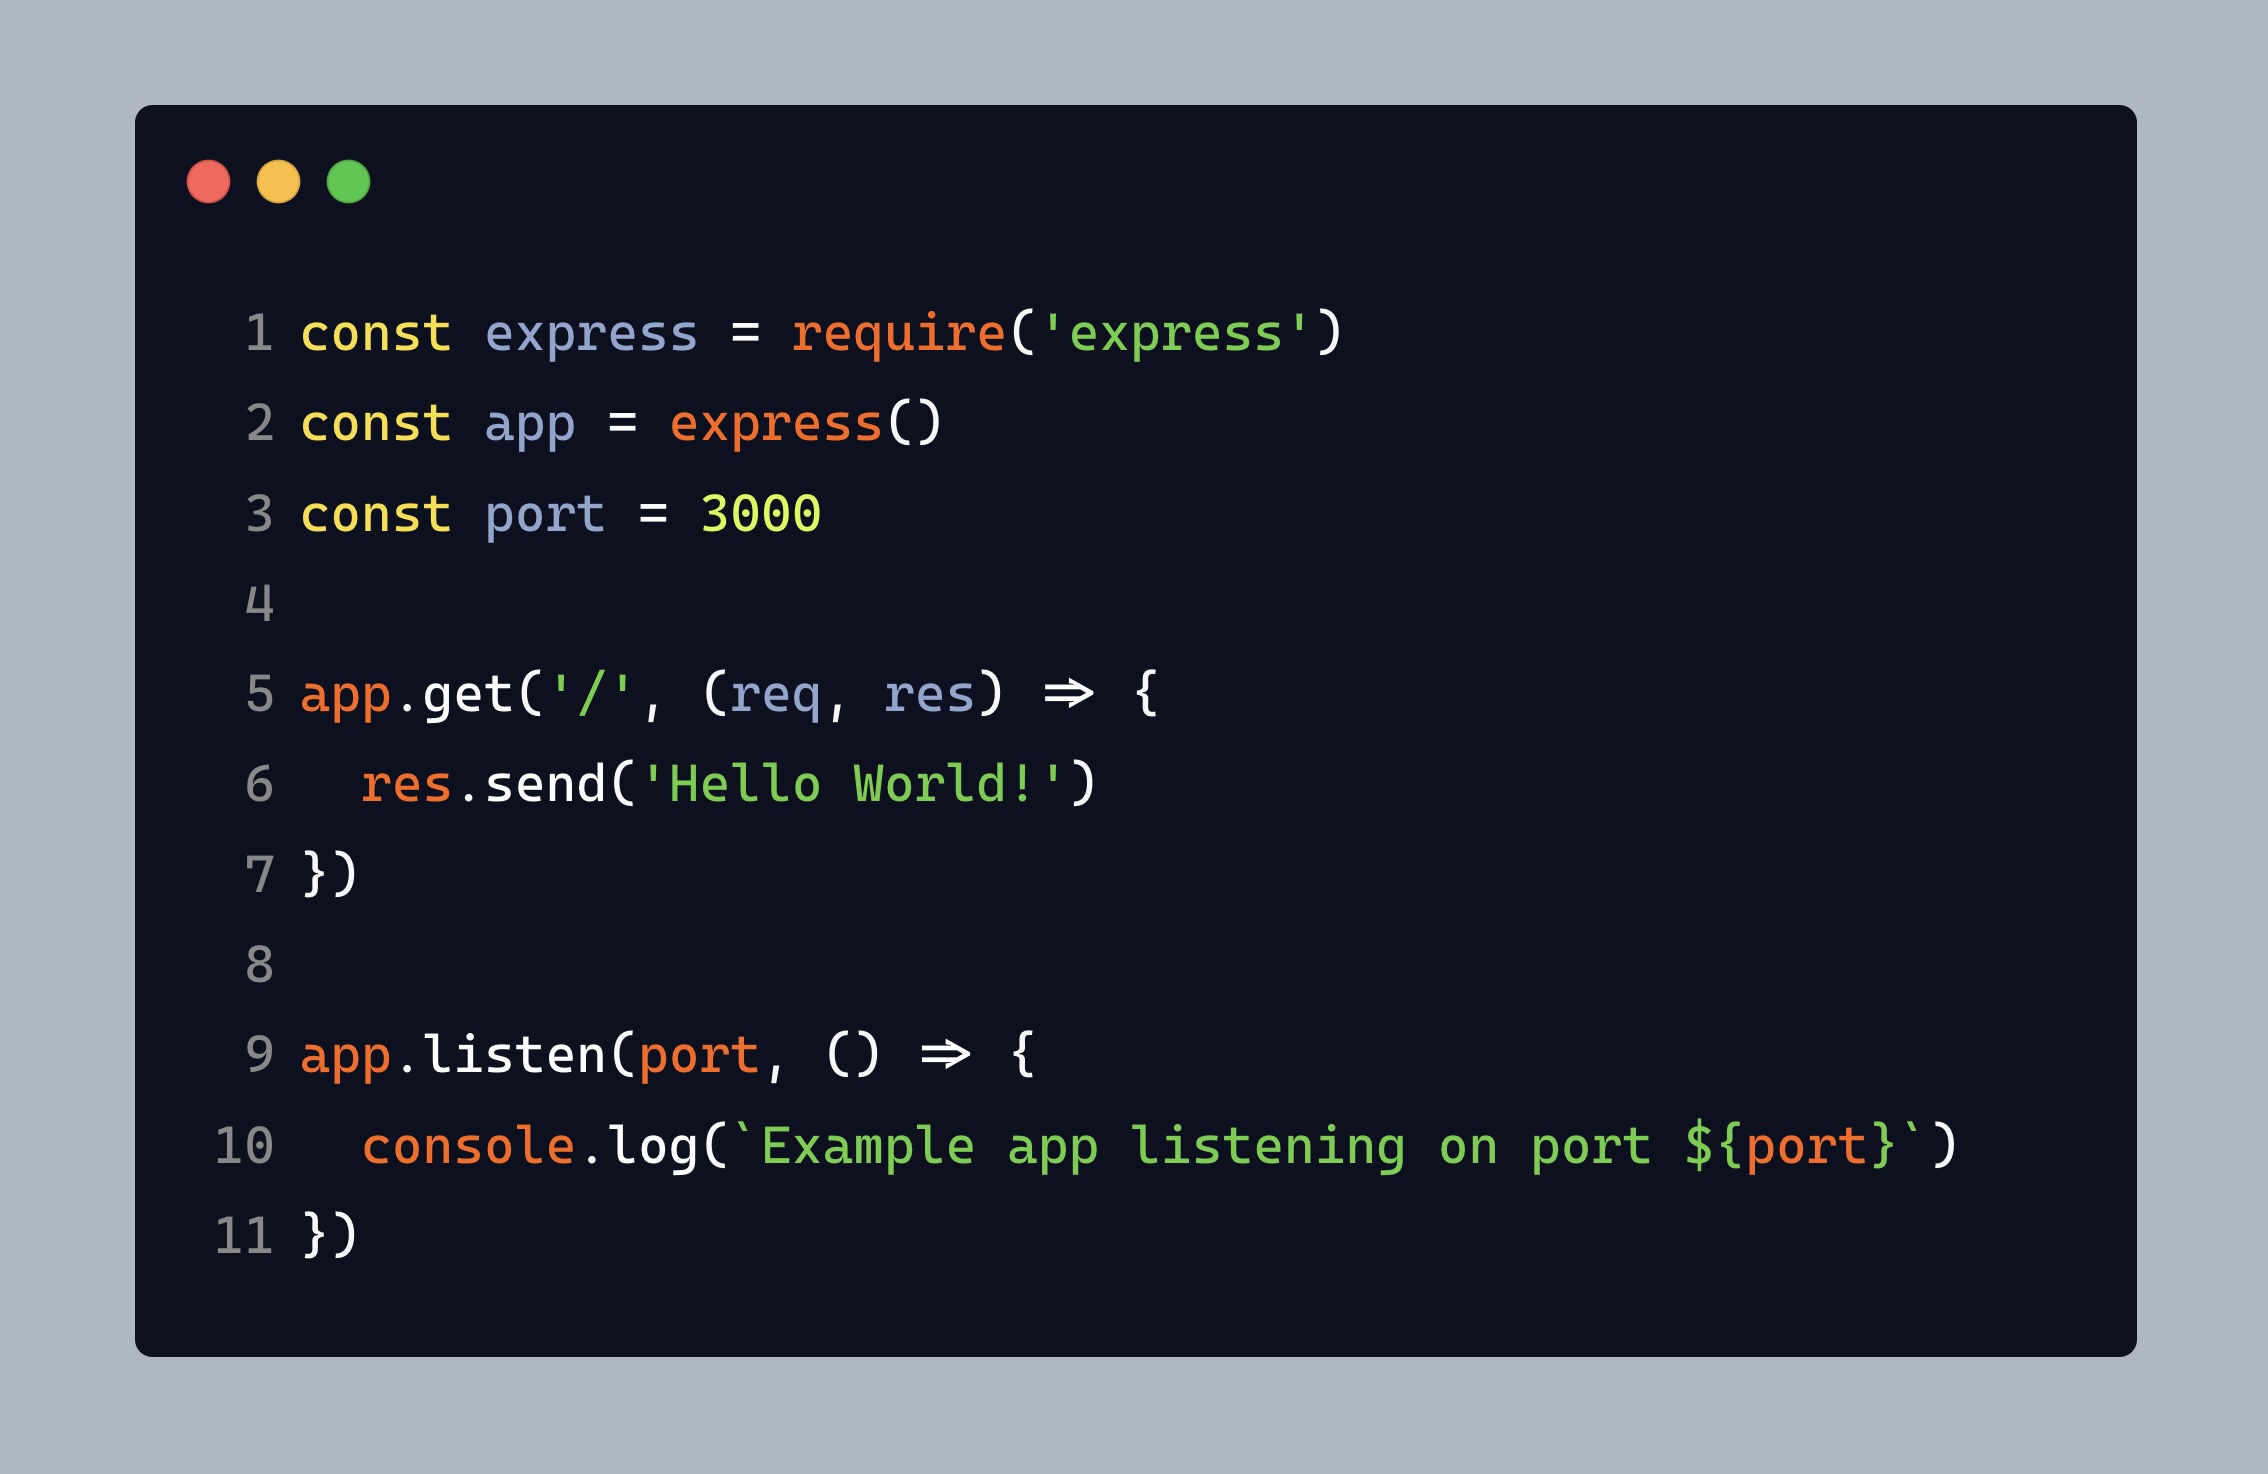 1 const express = require('express')
2 const app = express()
3 const port = 3000
4
5 app.get('/', (req, res) => {
6   res.send('Hello World!')
7 })
8
9 app.listen(port, () => {
10   console.log(`Example app listening on port ${port}`)
11 })